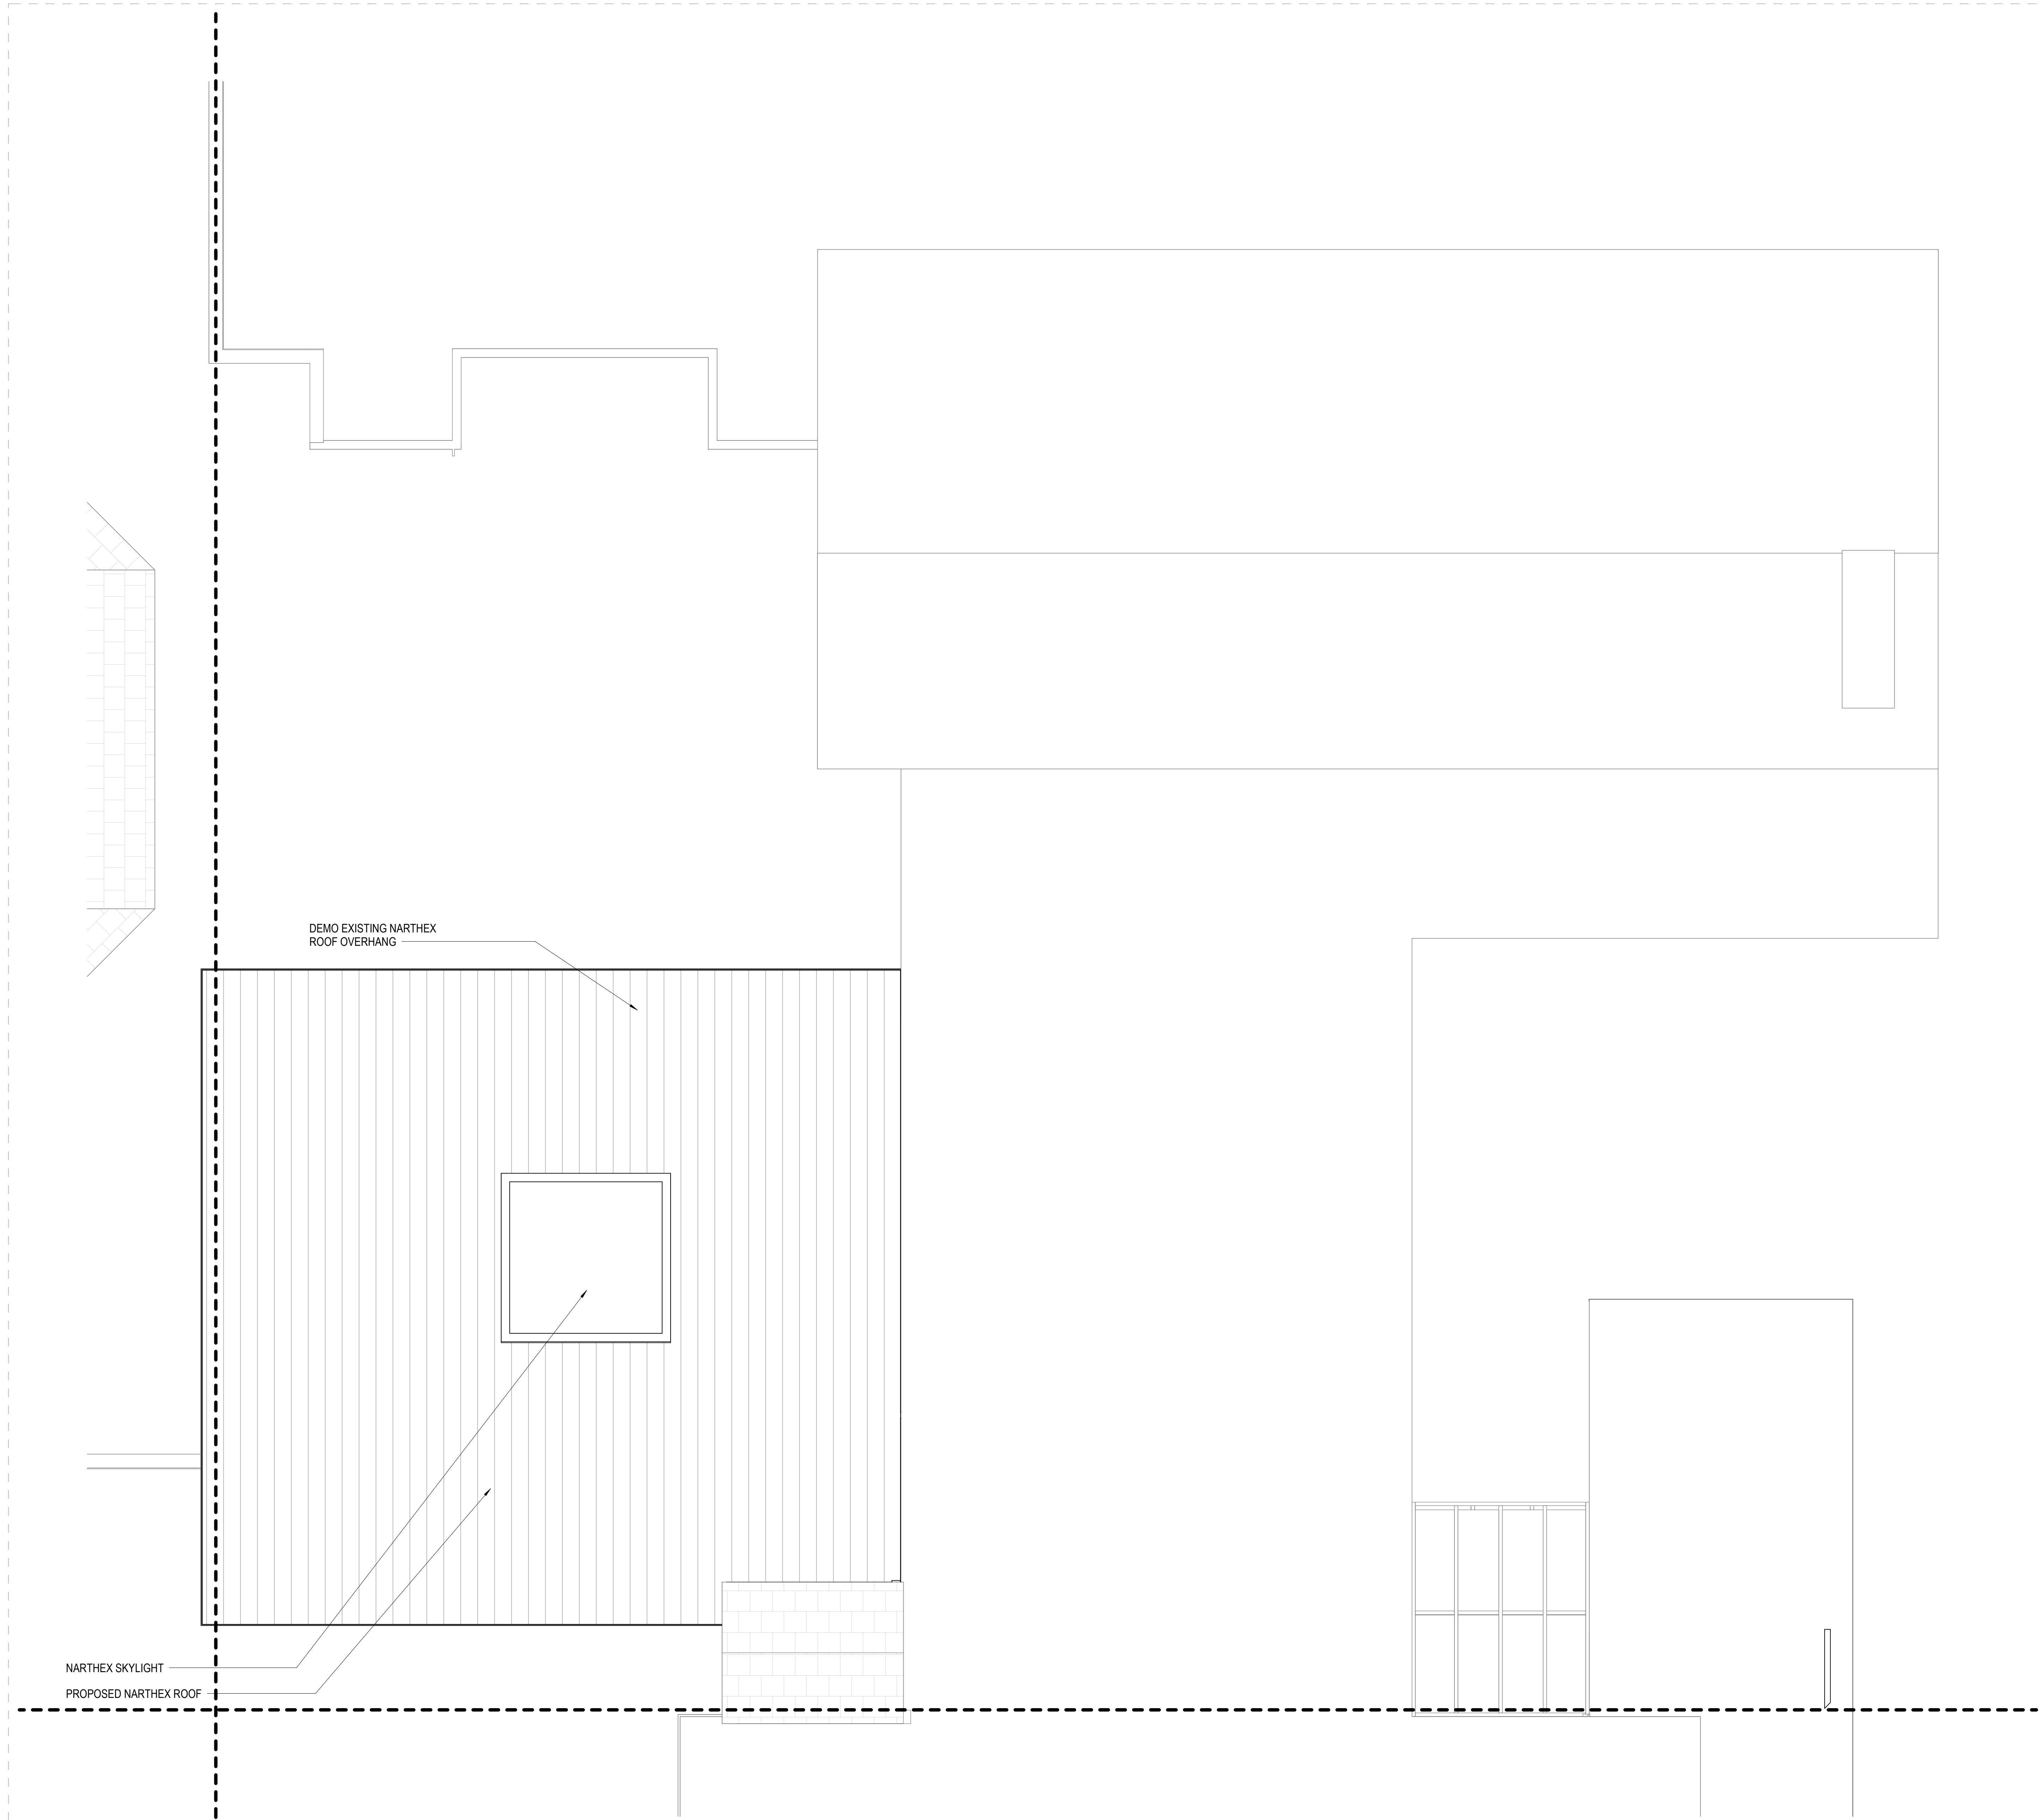 DEMO EXISTING NARTHEX
ROOF OVERHANG
NARTHEX SKYLIGHT
PROPOSED NARTHEX ROOF